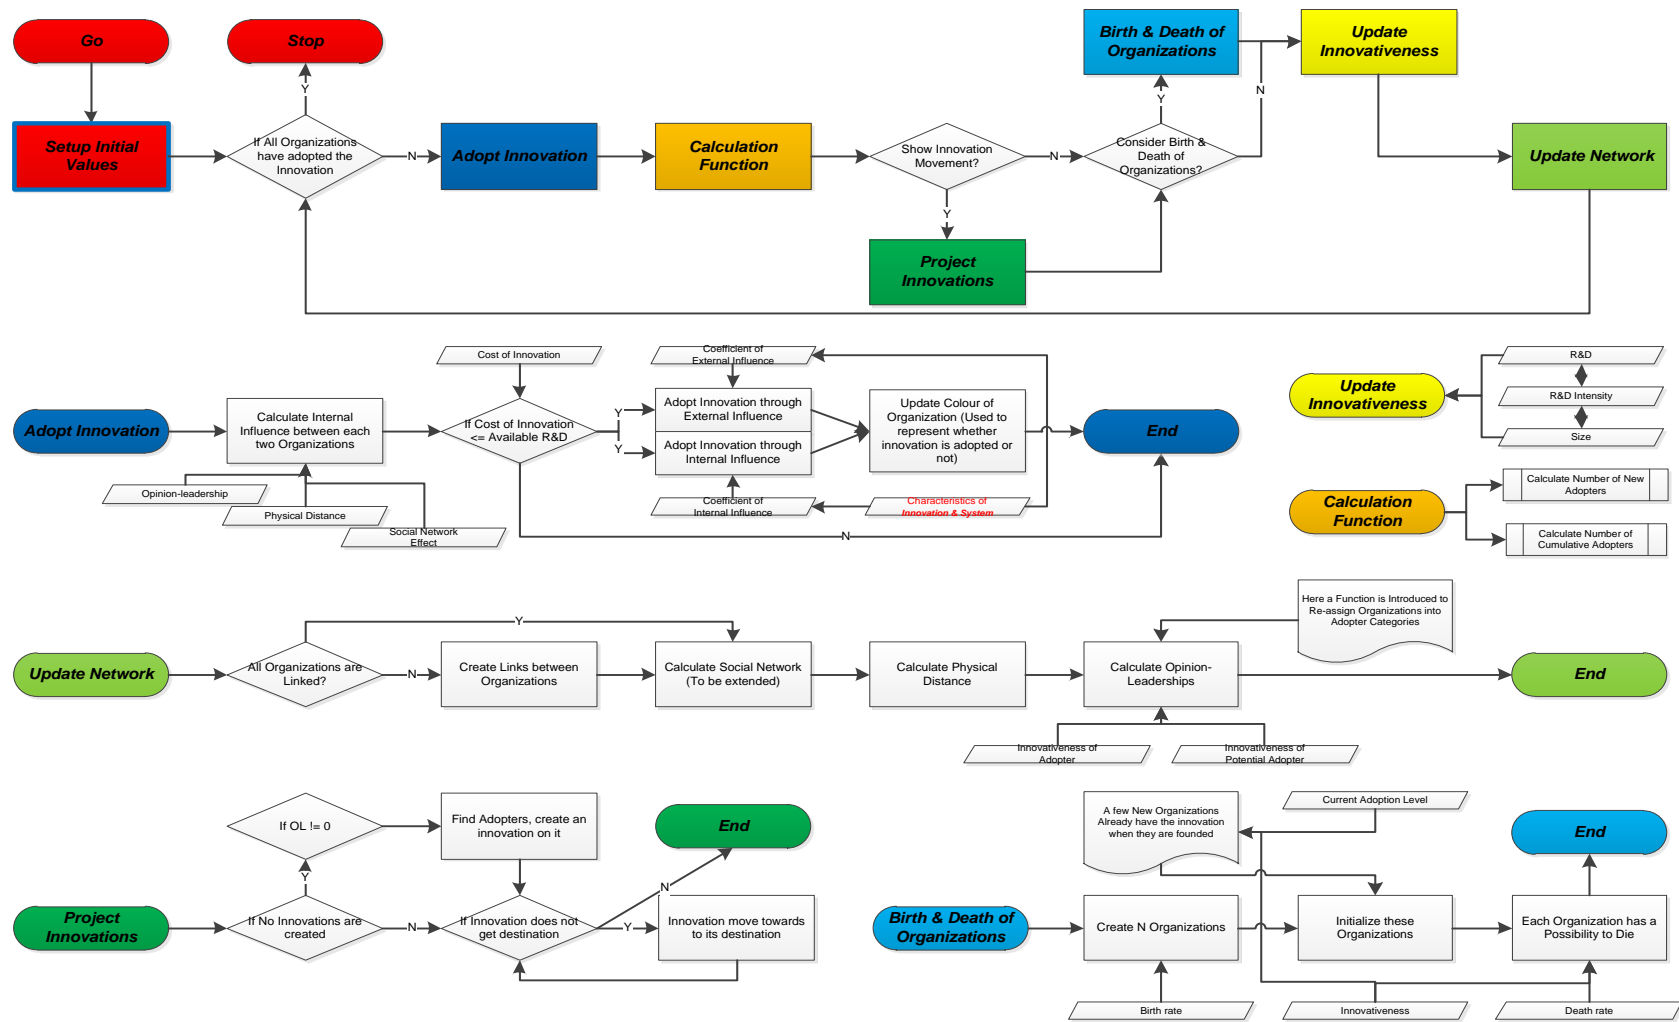 Go
Stop
Birth & Death of
Organizations
Update
Innovativeness
Y
N
Setup Initial
Values
If All Organizations
have adopted the
Innovation
N
Adopt Innovation
Calculation
Function
Show Innovation
Movement?
N
Y
Consider Birth &
Death of
Organizations?
Update Network
Y
Project
Innovations
Cost of Innovation
Coefficient of
External Influence
R&D
Update
Innovativeness
R&D Intensity
Size
Adopt Innovation
Calculate Internal
Influence between each
two Organizations
If Cost of Innovation
<= Available R&D
Y
Y
Adopt Innovation through
External Influence
Adopt Innovation through
Internal Influence
Update Colour of
Organization (Used to
represent whether
innovation is adopted or
not)
End
Opinion-leadership
Physical Distance
Social Network
Effect
Coefficient of
Internal Influence
Characteristics of
Innovation & System
N
Calculation
Function
Calculate Number of New
Adopters
Calculate Number of
Cumulative Adopters
Here a Function is Introduced to
Re-assign Organizations into
Adopter Categories
Y
Update Network
All Organizations are
Linked?
N
Create Links between
Organizations
Calculate Social Network
(To be extended)
Calculate Physical
Distance
Calculate Opinion-
Leaderships
End
Innovativeness of
Adopter
Innovativeness of
Potential Adopter
If OL != 0
Find Adopters, create an
innovation on it
End
Y
N
Project
Innovations
If No Innovations are
created
N
If Innovation does not
get destination
Y
Innovation move towards
to its destination
A few New Organizations
Already have the innovation
when they are founded
Current Adoption Level
End
Birth & Death of
Organizations
Create N Organizations
Initialize these
Organizations
Each Organization has a
Possibility to Die
Birth rate
Innovativeness
Death rate